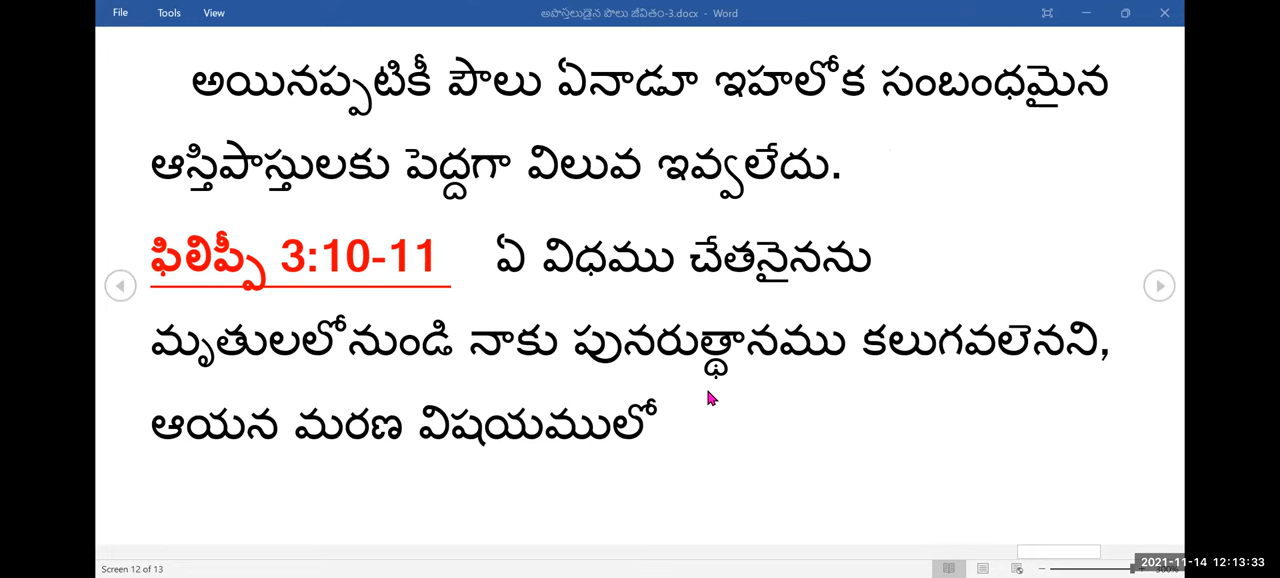 File Tools View అపొస్తలుడైన పౌలు జీవితం-3.docx - Word
అయినప్పటికీ పౌలు ఏనాడూ ఇహలోక సంబంధమైన
ఆస్తిపాస్తులకు పెద్దగా విలువ ఇవ్వలేదు.
ఫిలిప్పీ 3:10-11 ఏ విధము చేతనైనను
మృతులలోనుండి నాకు పునరుత్థానము కలుగవలెనని,
ఆయన మరణ విషయములో
Screen 12 of 13
2021-11-14 12:13:33